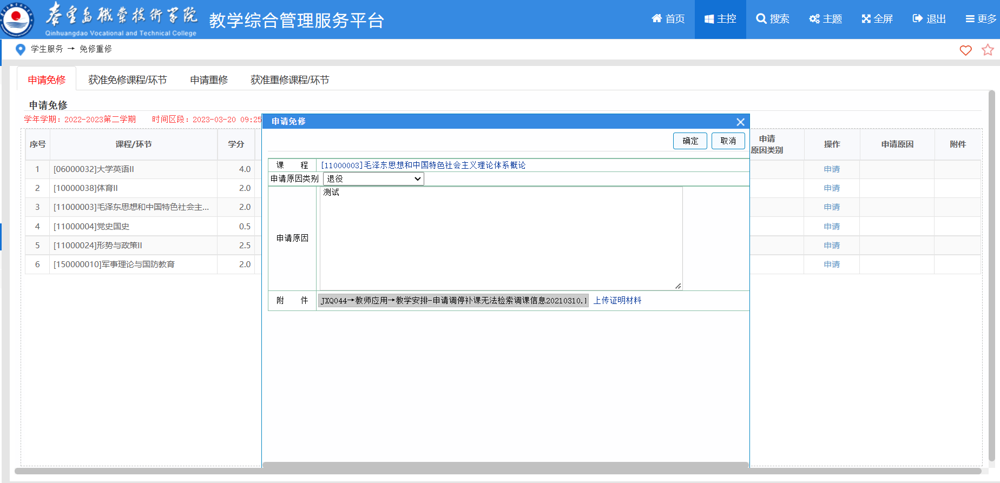 秦皇岛职业技术学院
Qinhuangdao Vocational and Technical College
教学综合管理服务平台
首页 主控 搜索 主题 全屏 退出 更多
学生服务 → 免修重修
申请免修 获准免修课程/环节 申请重修 获准重修课程/环节
申请免修
学年学期：2022-2023第二学期 时间区段：2023-03-20 09:25
序号 课程/环节 学分 申请原因类别 操作 申请原因 附件
1 [06000032]大学英语II 4.0 申请
2 [10000038]体育II 2.0 申请
3 [11000003]毛泽东思想和中国特色社会主... 2.0 申请
4 [11000004]党史国史 0.5 申请
5 [11000024]形势与政策II 2.5 申请
6 [150000010]军事理论与国防教育 2.0 申请
申请免修
确定 取消
课 程 [11000003]毛泽东思想和中国特色社会主义理论体系概论
申请原因类别 退役
申请原因 测试
附 件 JXQ044→教师应用→教学安排-申请调停补课无法检索调课信息20210310. 上传证明材料